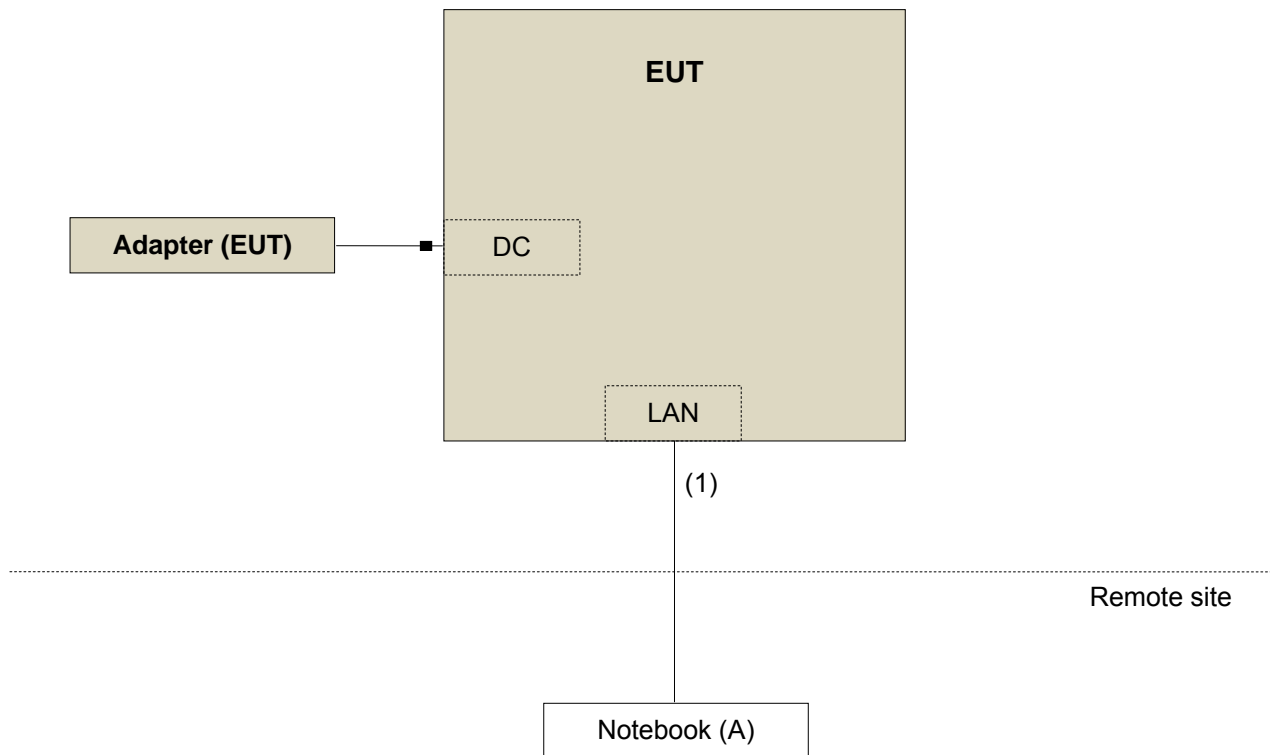 EUT
Adapter (EUT)
DC
LAN
(1)
Remote site
Notebook (A)